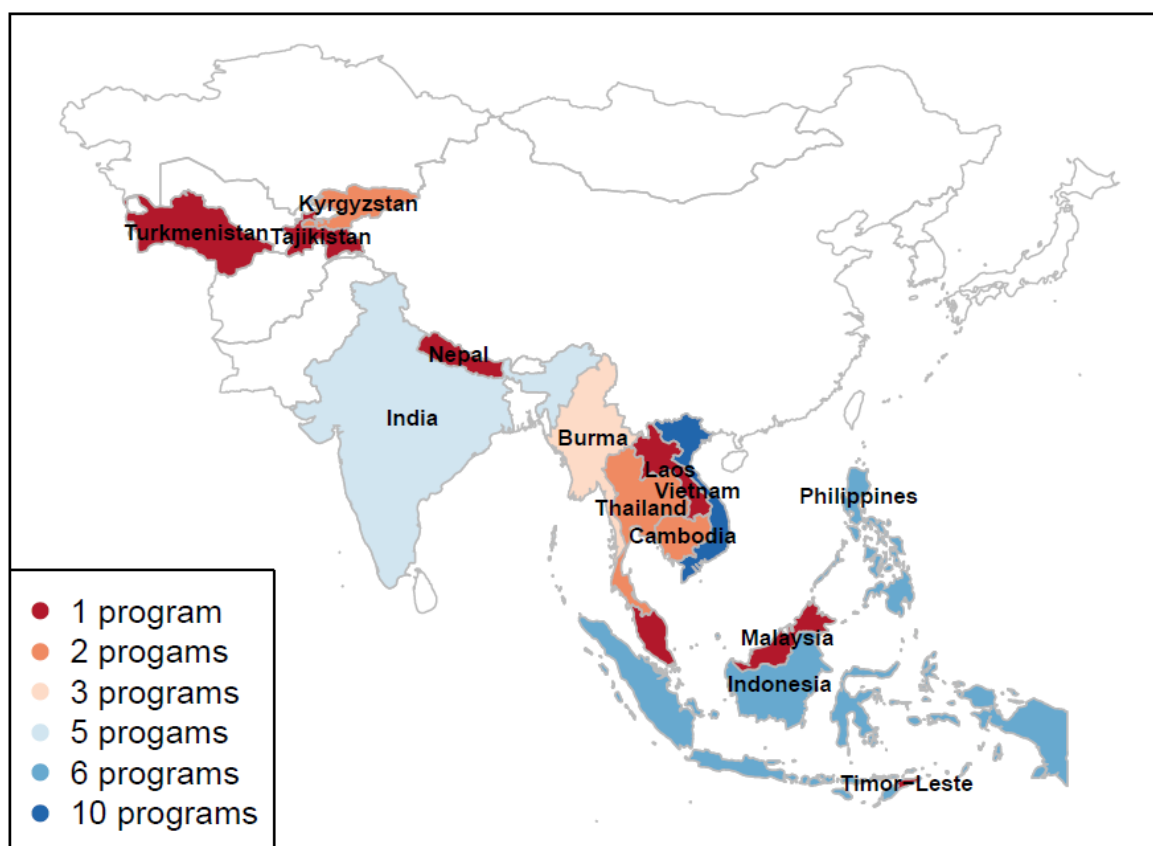 Kyrgyzstan
Turkmenistan
Tajikistan
Nepal
India
Burma
Laos
Vietnam
Philippines
Thailand
Cambodia
Malaysia
Indonesia
Timor−Leste
1 program
2 progams
3 programs
5 progams
6 programs
10 programs